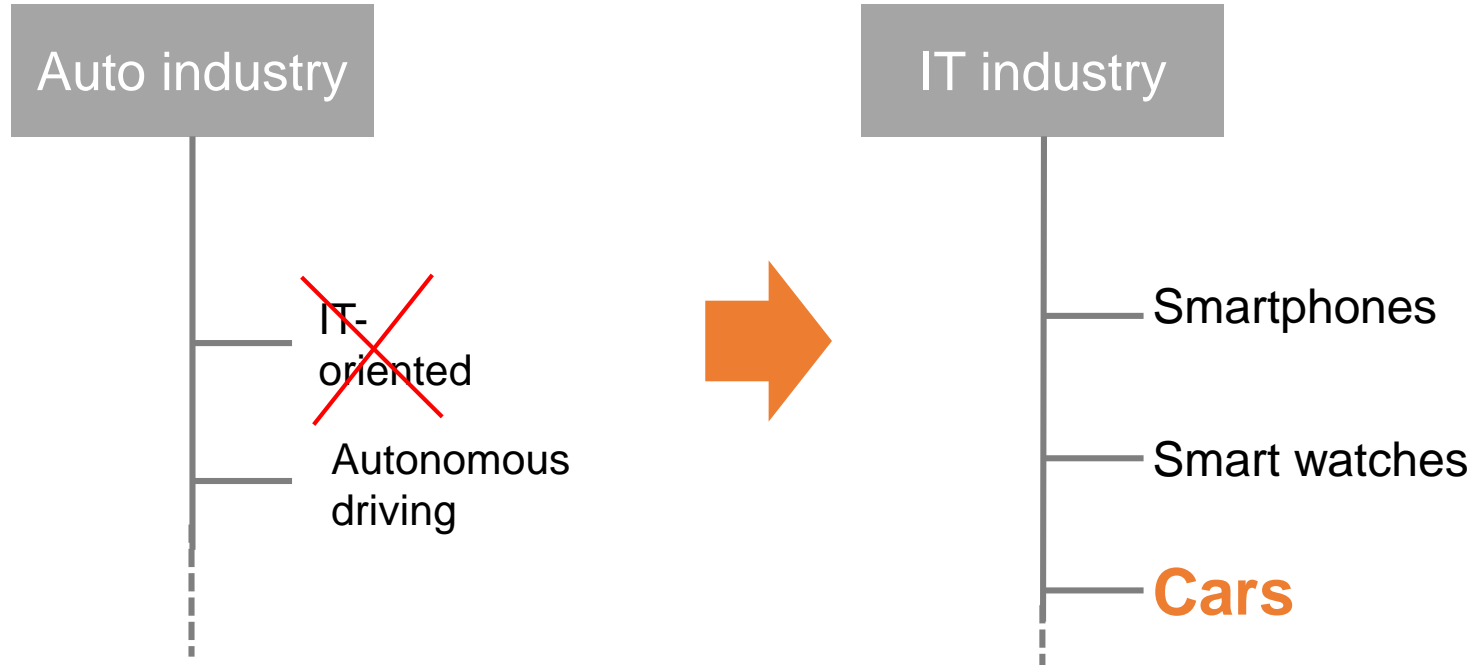 Auto industry
IT-
oriented
Autonomous
driving
IT industry
Smartphones
Smart watches
Cars